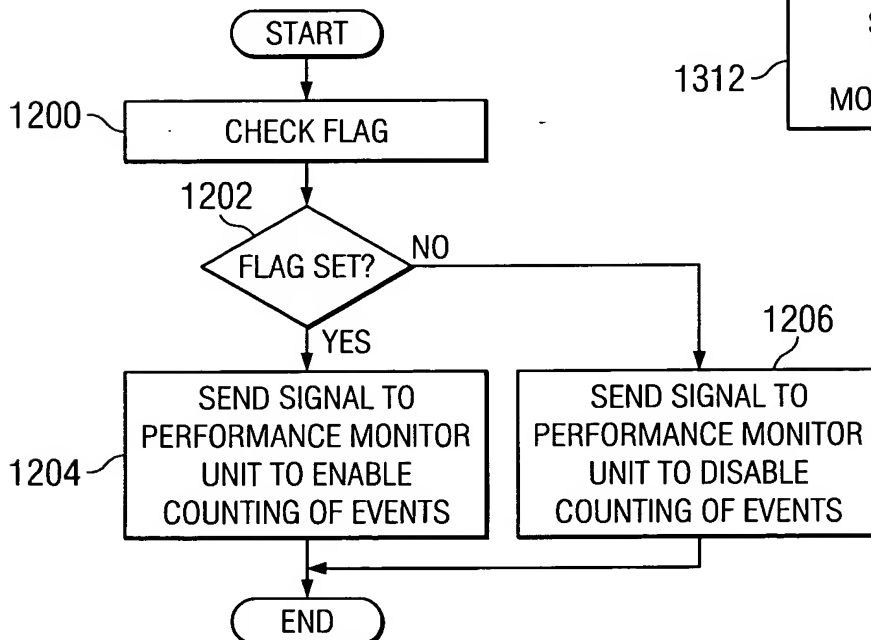 START
1200
CHECK FLAG
1312
MO
1202
FLAG SET?
NO
YES
1206
1204
SEND SIGNAL TO
PERFORMANCE MONITOR
UNIT TO ENABLE
COUNTING OF EVENTS
SEND SIGNAL TO
PERFORMANCE MONITOR
UNIT TO DISABLE
COUNTING OF EVENTS
END